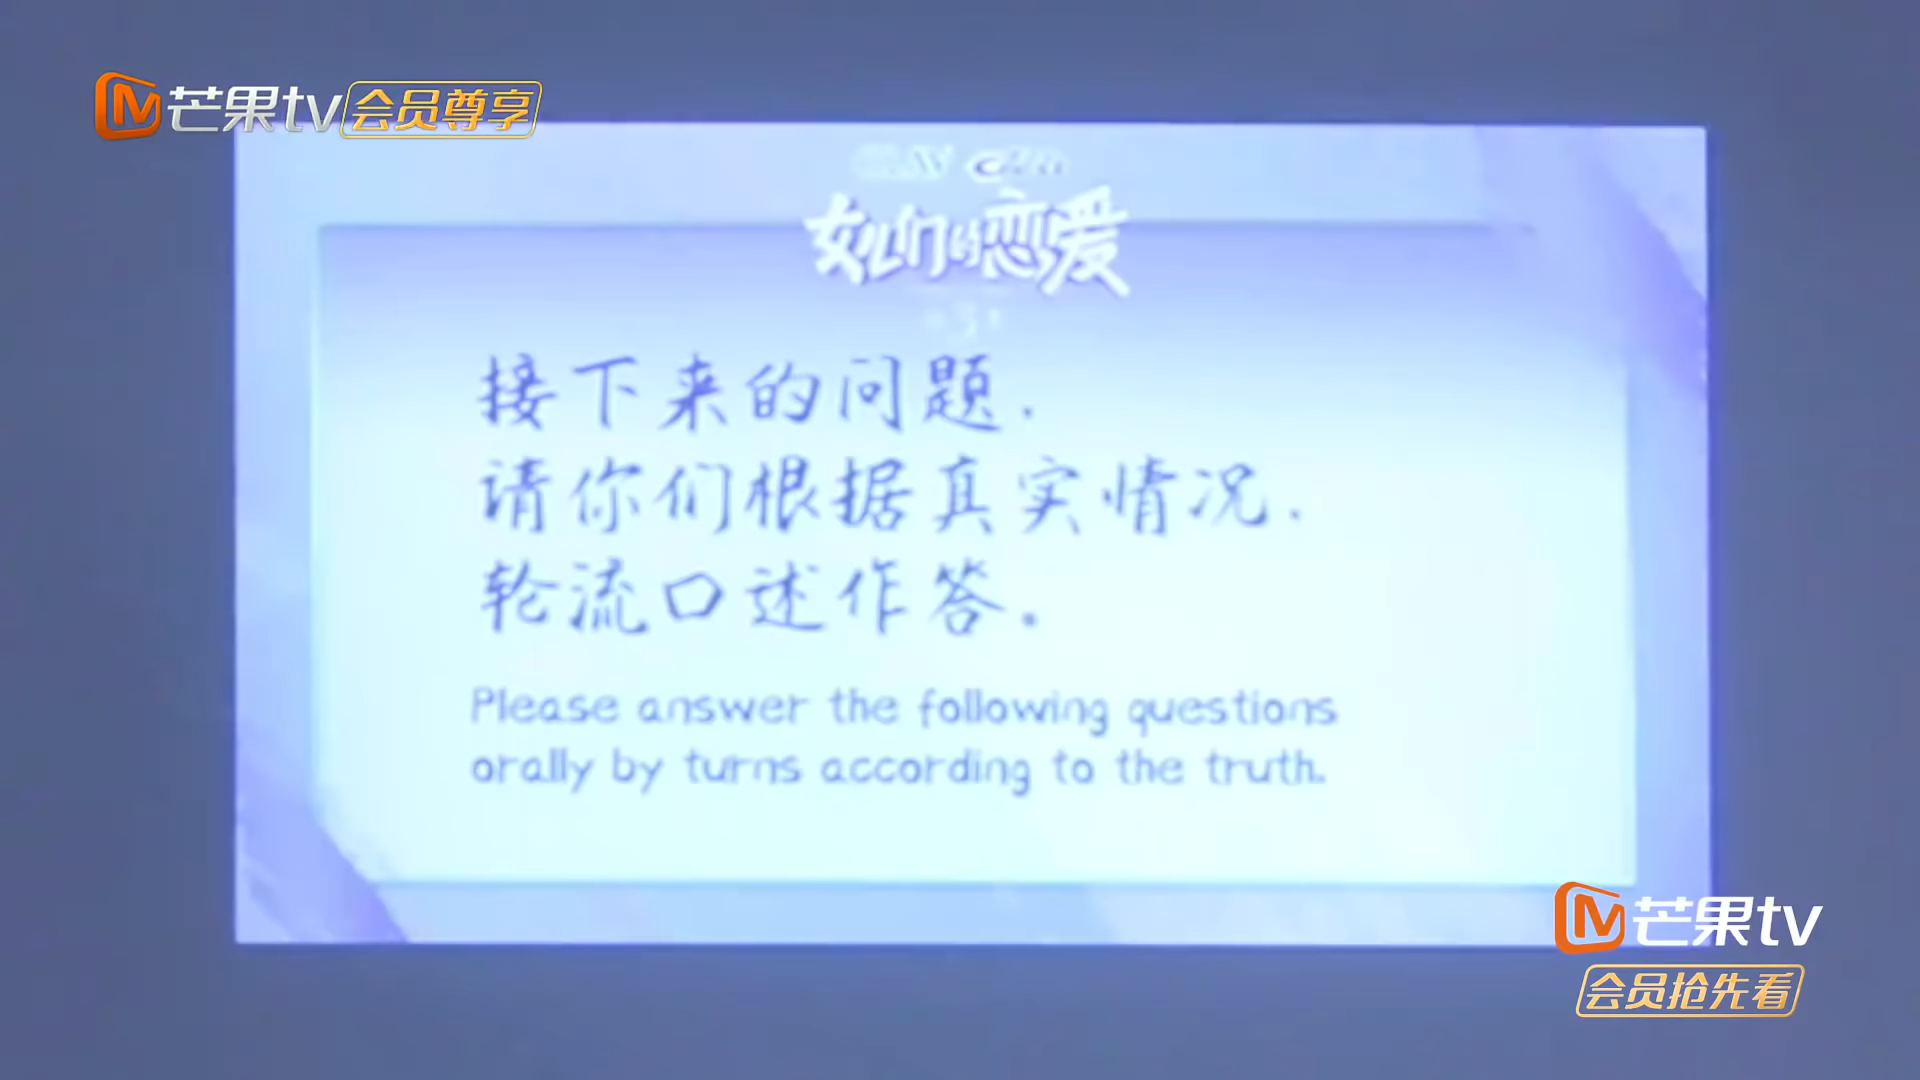 芒果tv 会员尊享
女儿们的恋爱
接下来的问题.
请你们根据真实情况.
轮流口述作答.
Please answer the following questions
orally by turns according to the truth.
芒果tv
会员抢先看